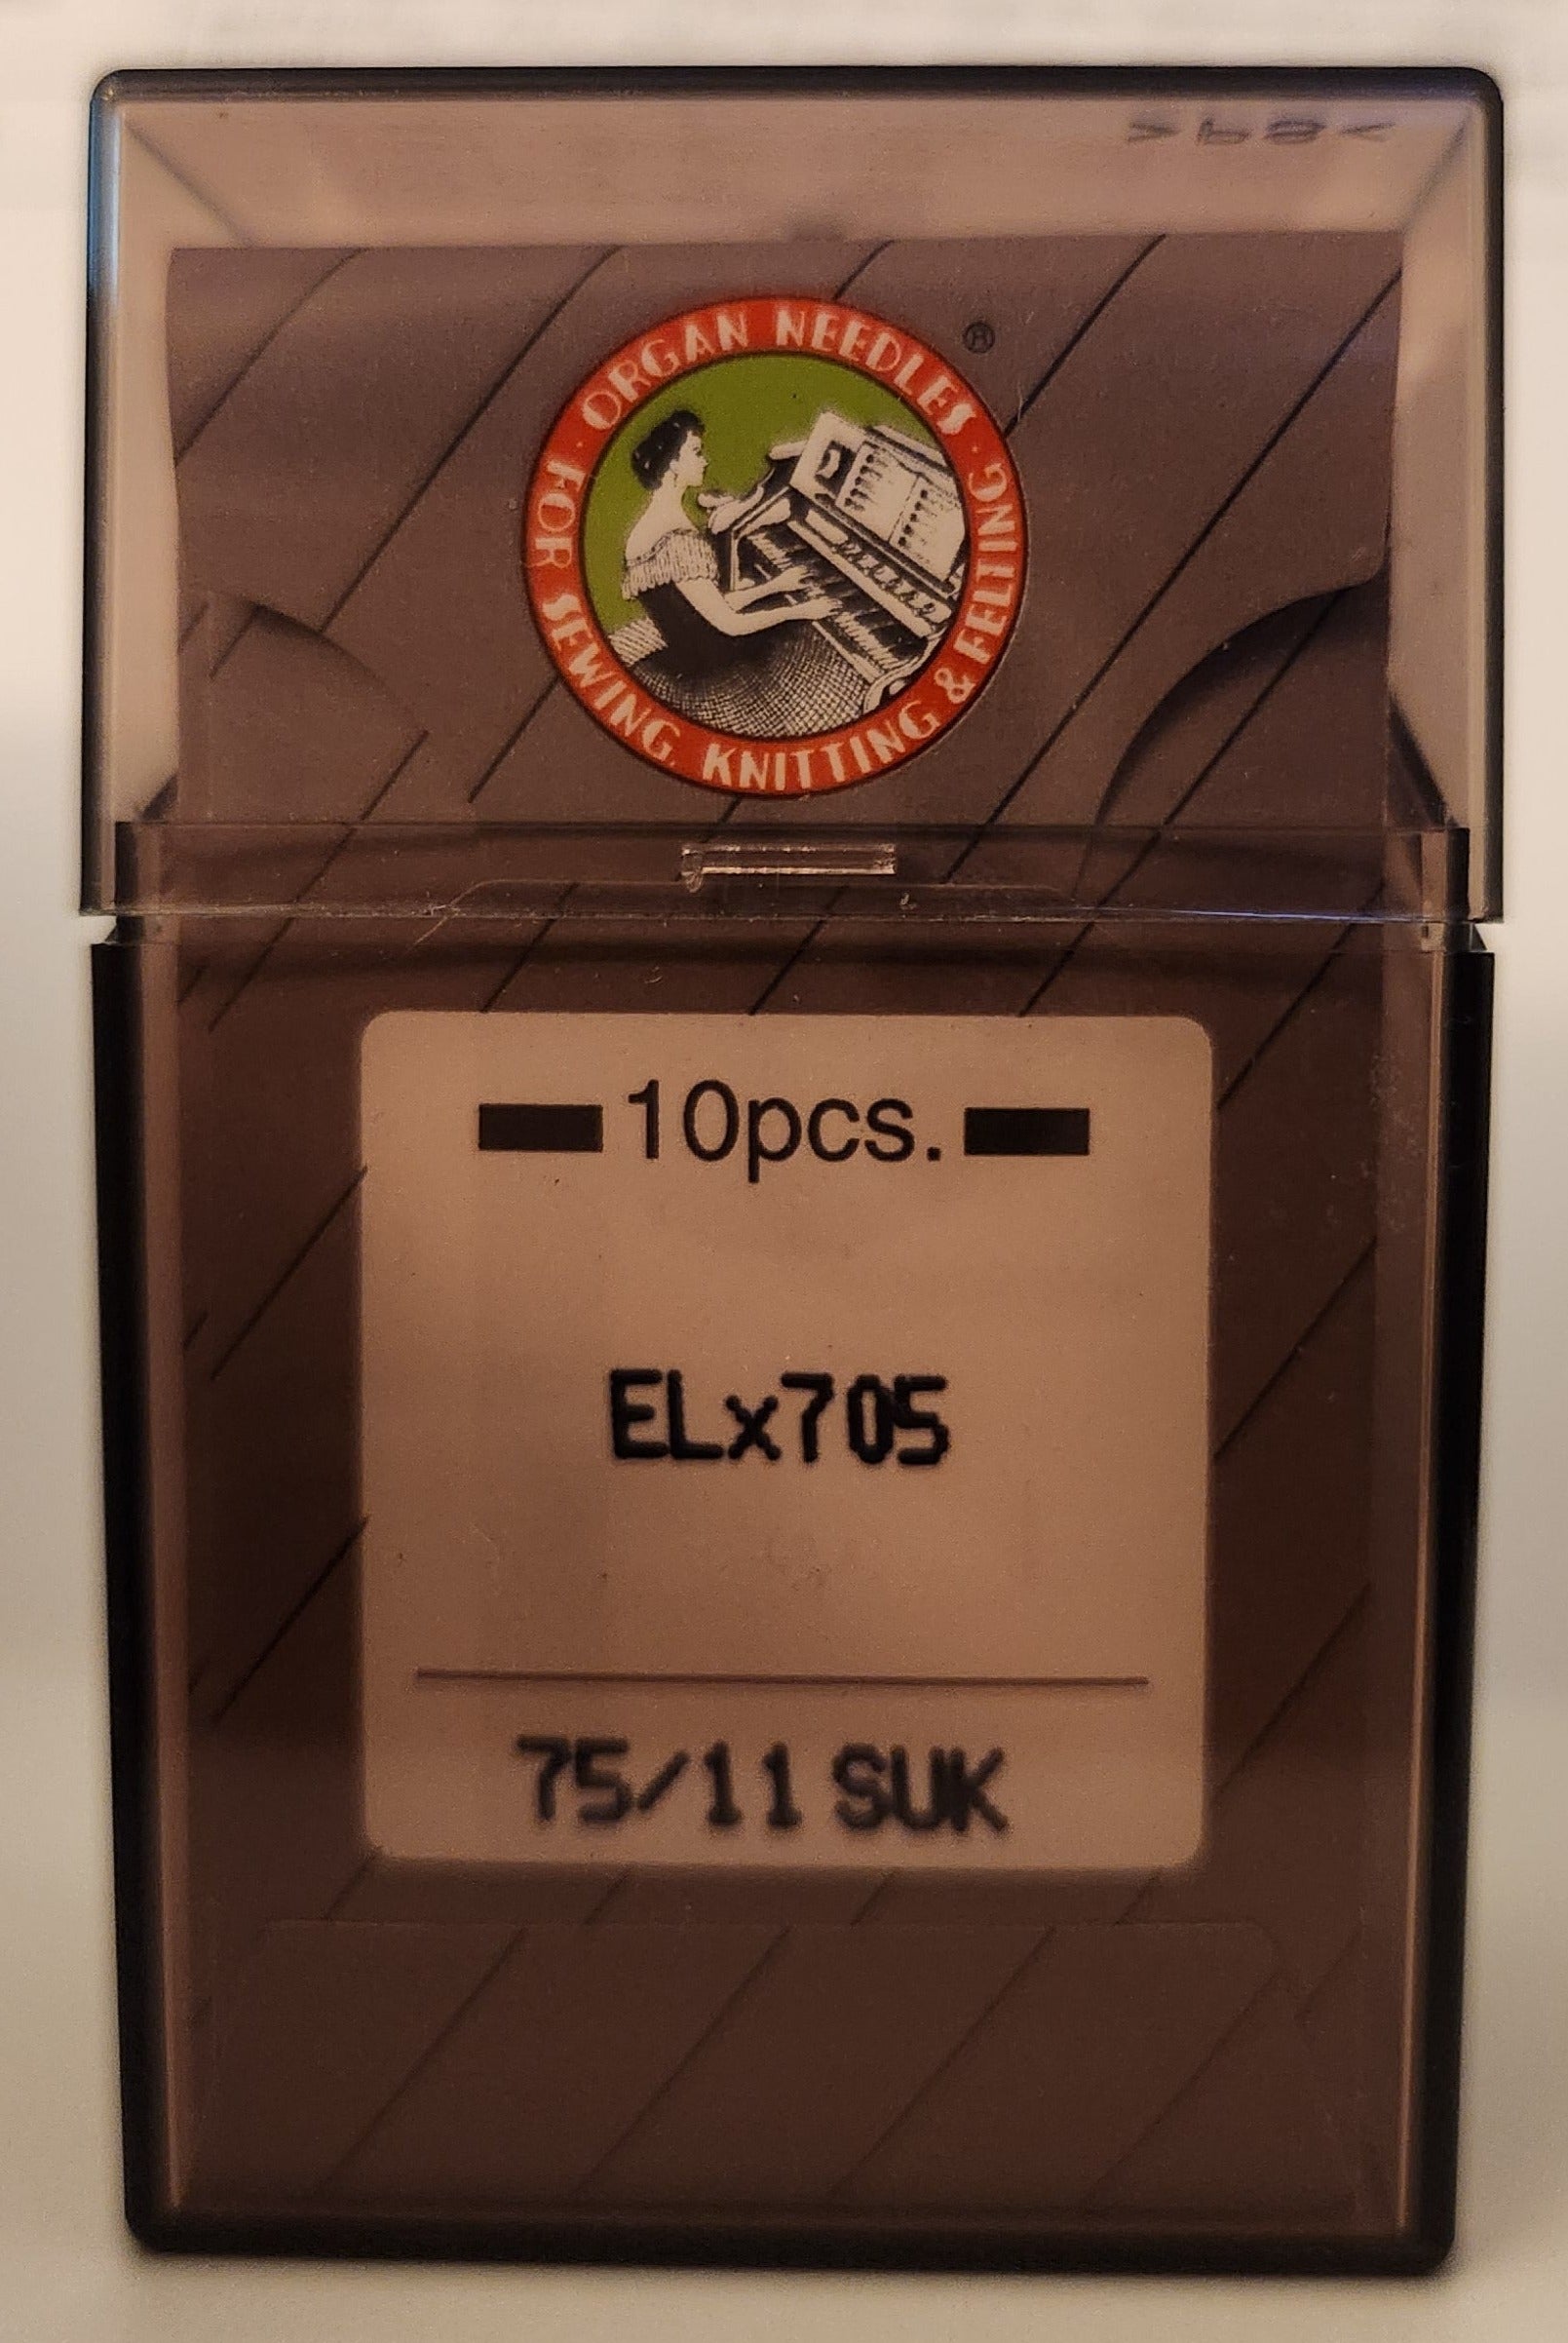 ORGAN NEEDLES
®
· FOR SEWING, KNITTING & FELTING ·
10pcs.
ELx705
75/11 SUK